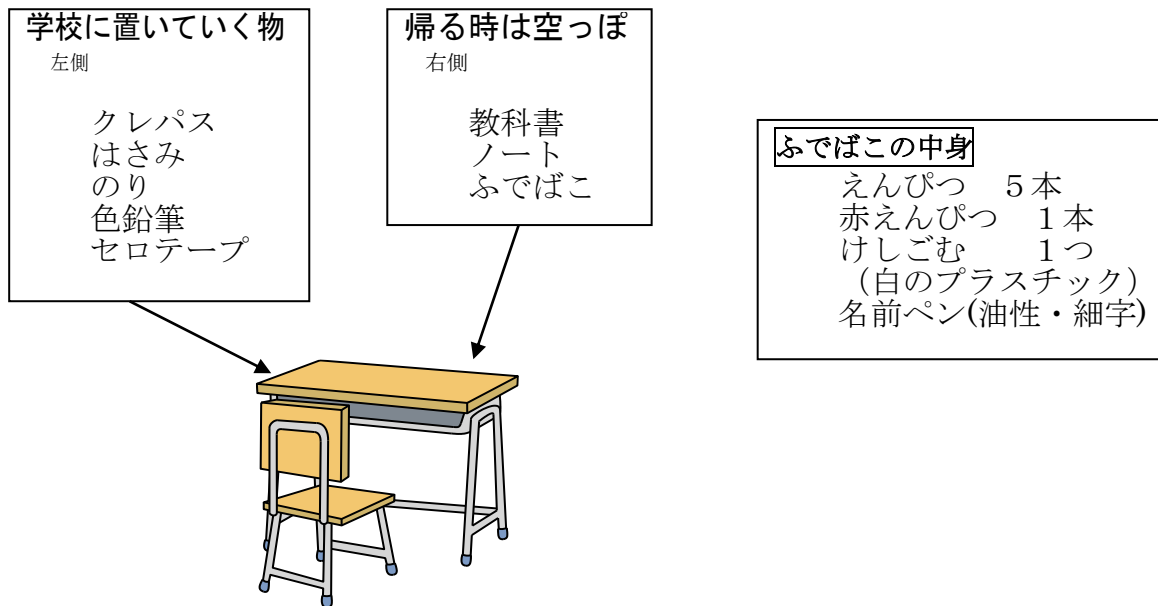 学校に置いていく物
左側
クレパス
はさみ
のり
色鉛筆
セロテープ
帰る時は空っぽ
右側
教科書
ノート
ふでばこ
ふでばこの中身
えんぴつ　５本
赤えんぴつ　１本
けしごむ　　１つ
（白のプラスチック）
名前ペン(油性・細字)